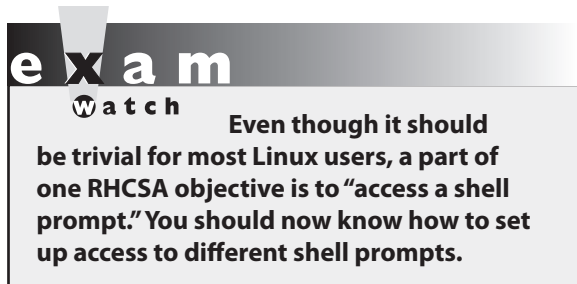 exam
watch
Even though it should
be trivial for most Linux users, a part of
one RHCSA objective is to “access a shell
prompt.” You should now know how to set
up access to different shell prompts.